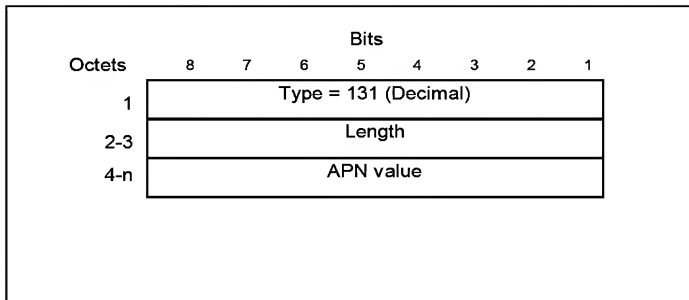 Bits
Octets 8 7 6 5 4 3 2 1
1 Type = 131 (Decimal)
2-3 Length
4-n APN value